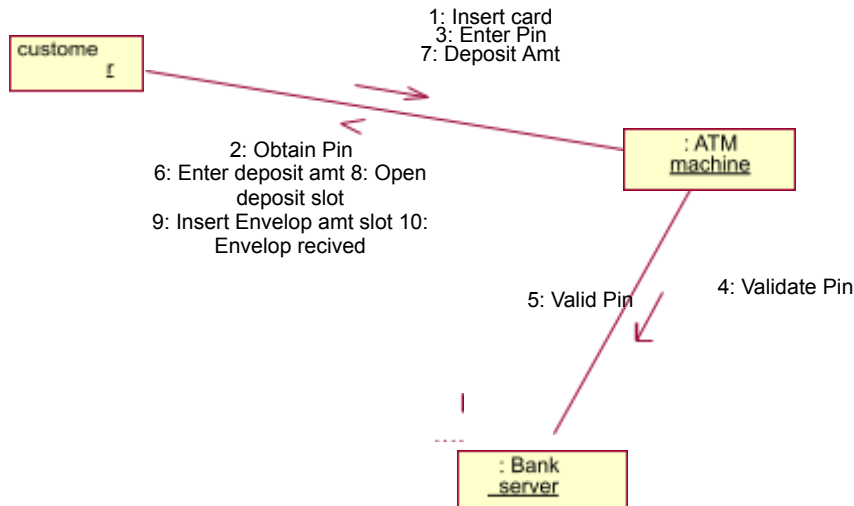 1: Insert card
3: Enter Pin
7: Deposit Amt
custome
r
2: Obtain Pin
6: Enter deposit amt 8: Open
deposit slot
9: Insert Envelop amt slot 10:
Envelop recived
: ATM
machine
5: Valid Pin
4: Validate Pin
: Bank
server